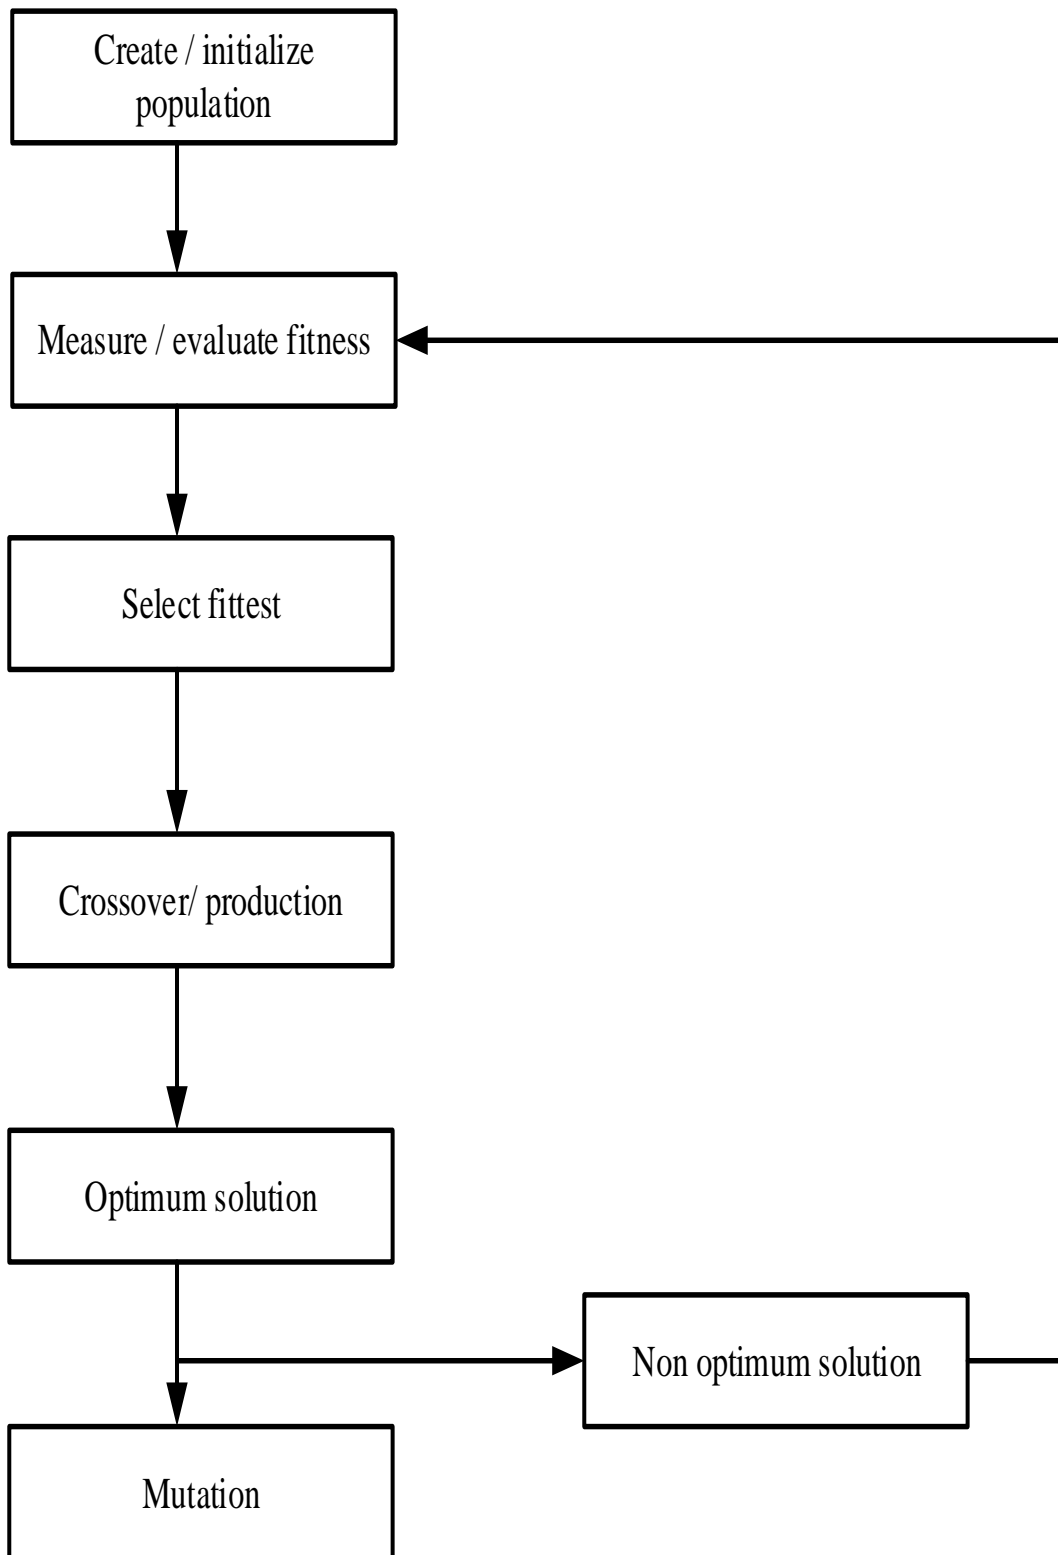 Create / initialize
population
Measure / evaluate fitness
Select fittest
Crossover/ production
Optimum solution
Non optimum solution
Mutation